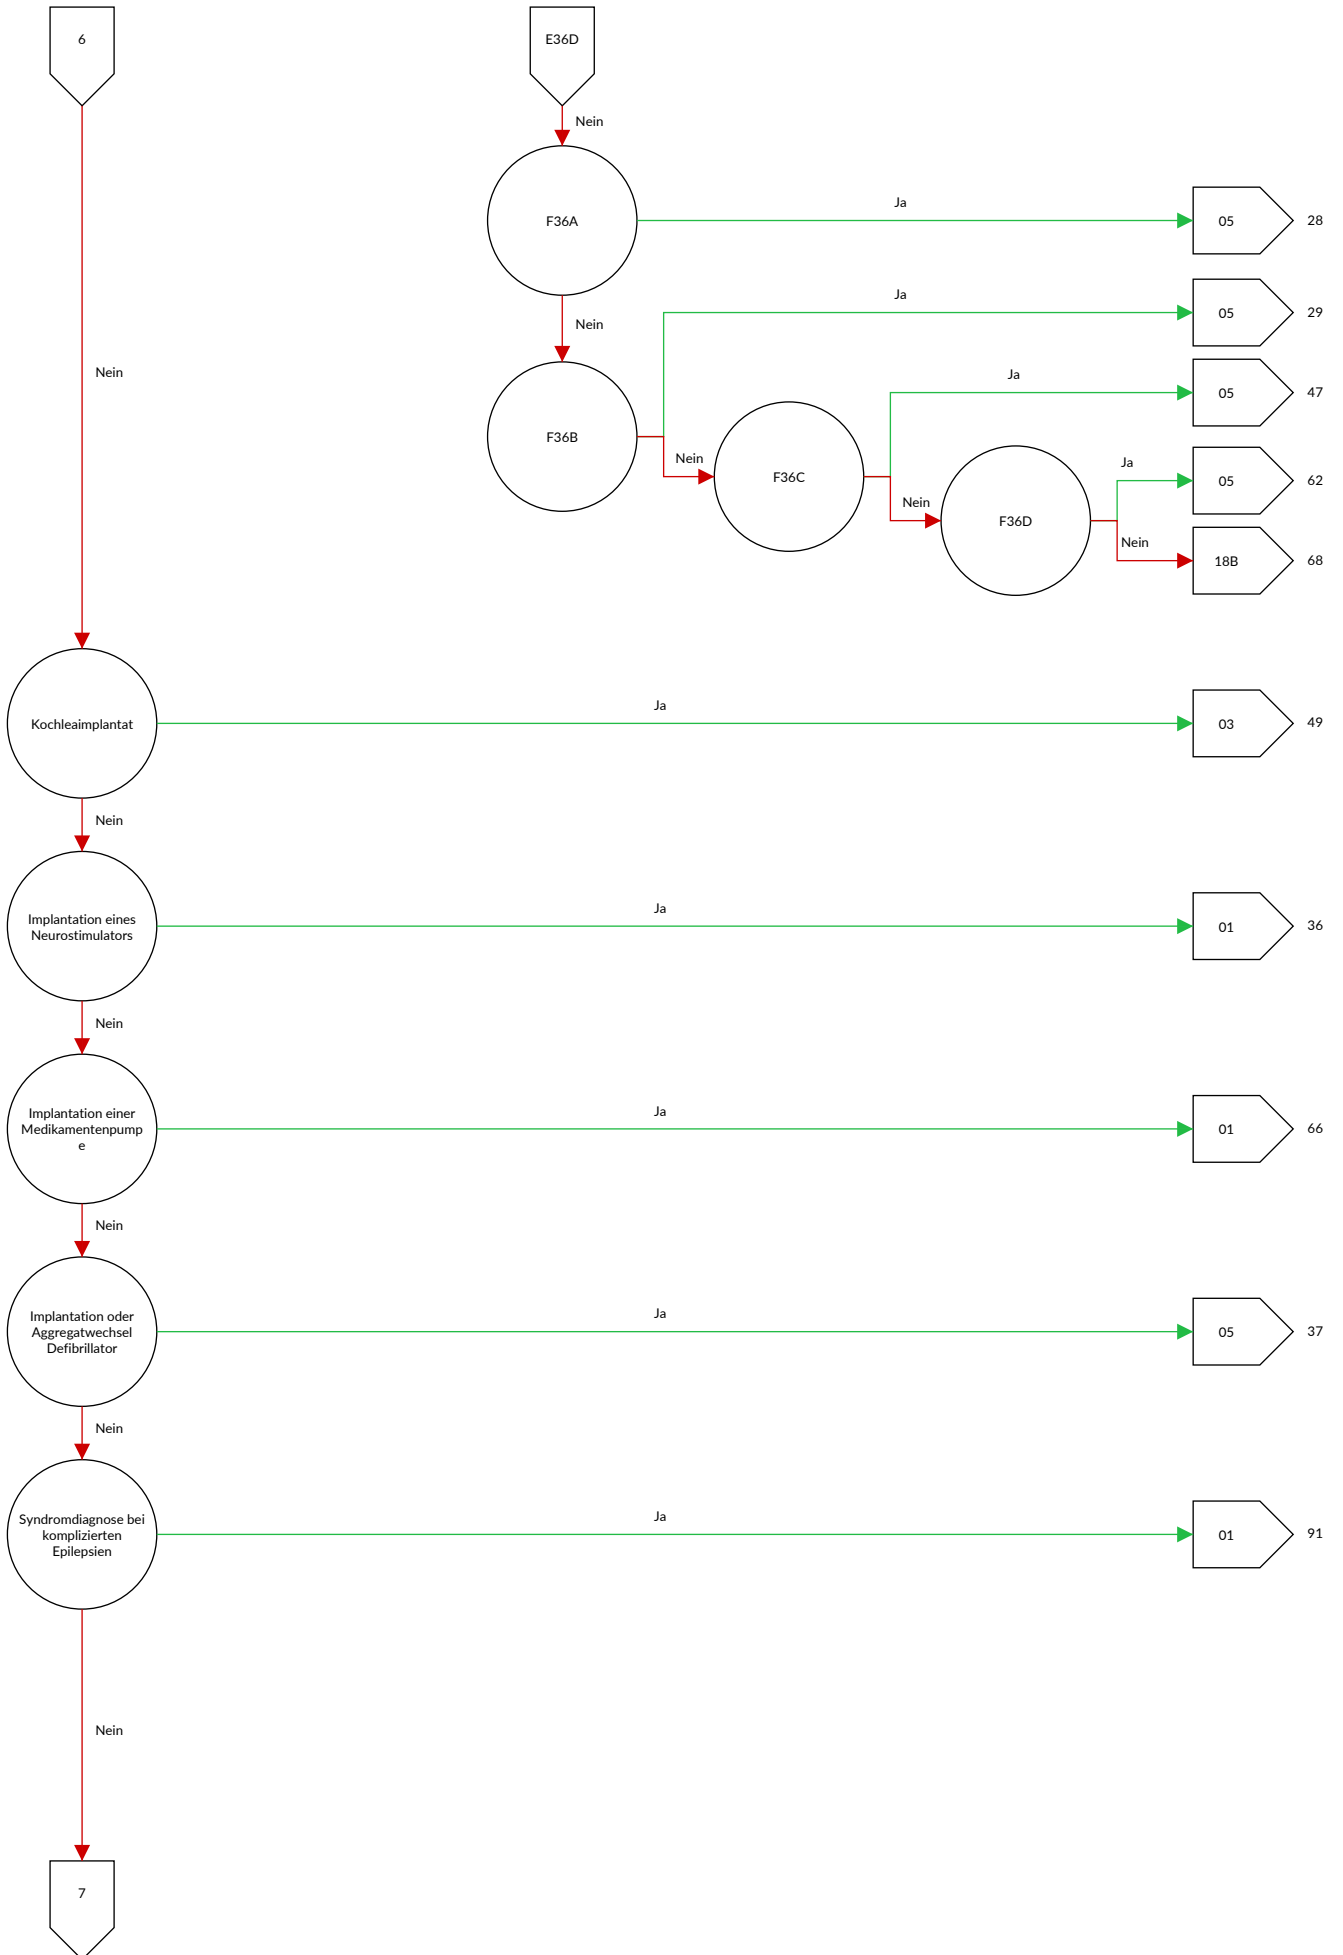 6
E36D
Nein
F36A
Ja
05
28
Nein
Ja
05
29
Nein
F36B
Nein
F36C
Ja
05
47
Nein
F36D
Ja
05
62
Nein
18B
68
Kochleaimplantat
Ja
03
49
Nein
Implantation eines
Neurostimulators
Ja
01
36
Nein
Implantation einer
Medikamentenpump
e
Ja
01
66
Nein
Implantation oder
Aggregatwechsel
Defibrillator
Ja
05
37
Nein
Syndromdiagnose bei
komplizierten
Epilepsien
Ja
01
91
Nein
7